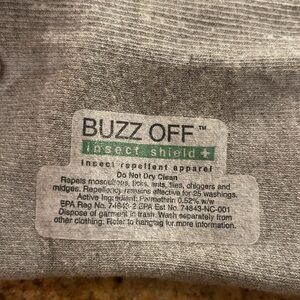 BUZZ OFF ™
insect shield +
insect repellent apparel
Do Not Dry Clean
Repels mosquitoes, ticks, ants, flies, chiggers and
midges. Repellency remains effective for 25 washings.
Active Ingredient: Permethrin 0.52% w/w
EPA Reg No. 74843-2 EPA Est No. 74843-NC-001
Dispose of garment in trash. Wash separately from
other clothing. Refer to hangtag for more information.